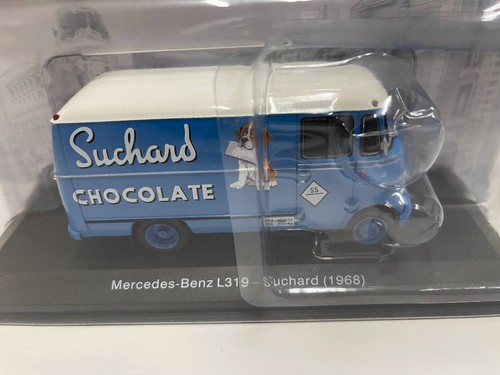 Suchard
CHOCOLATE
55
Mercedes-Benz L319 - Suchard (1968)